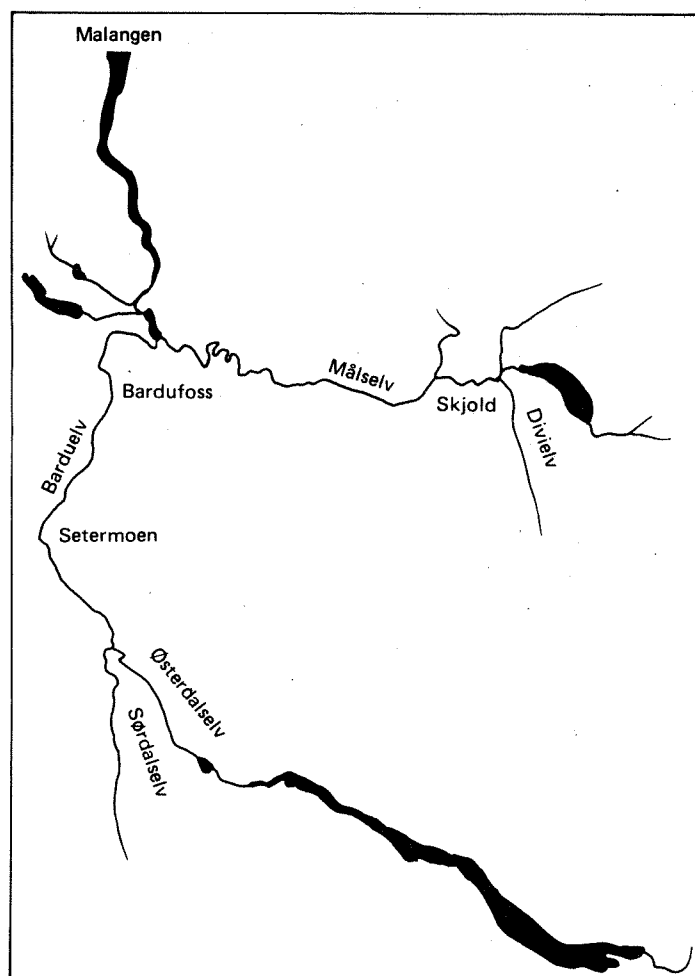 Malangen
Målselv
Bardufoss
Skjold
Divielv
Barduelv
Setermoen
Østerdalselv
Sørdalselv